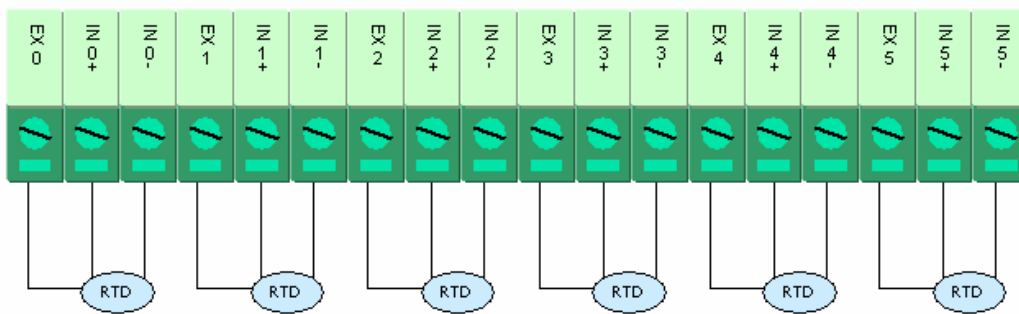 EX 0
IN 0+
IN 0-
EX 1
IN 1+
IN 1-
EX 2
IN 2+
IN 2-
EX 3
IN 3+
IN 3-
EX 4
IN 4+
IN 4-
EX 5
IN 5+
IN 5-
RTD
RTD
RTD
RTD
RTD
RTD